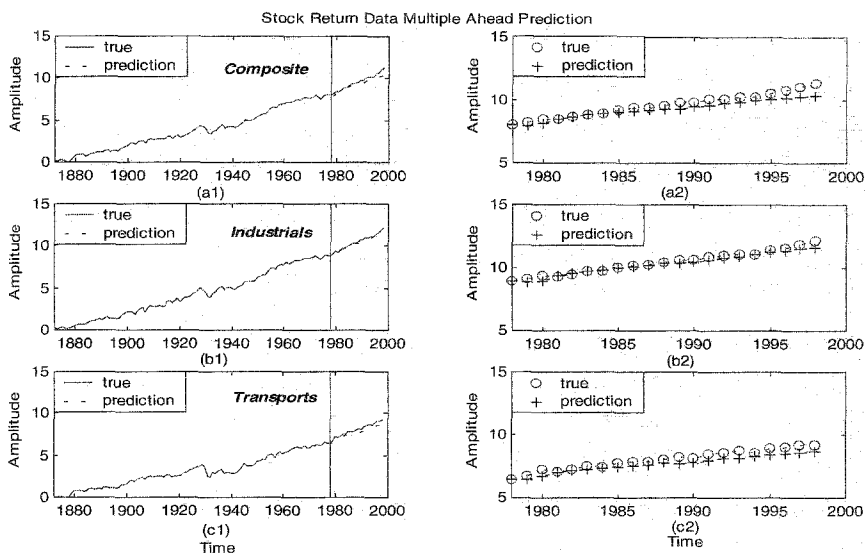 Stock Return Data Multiple Ahead Prediction
15
10
5
0
Amplitude
true
prediction
Composite
1880 1900 1920 1940 1960 1980 2000
(a1)
15
10
5
Amplitude
true
prediction
1980 1985 1990 1995 2000
(a2)
15
10
5
0
Amplitude
true
prediction
Industrials
1880 1900 1920 1940 1960 1980 2000
(b1)
15
10
5
Amplitude
true
prediction
1980 1985 1990 1995 2000
(b2)
15
10
5
0
Amplitude
true
prediction
Transports
1880 1900 1920 1940 1960 1980 2000
(c1)
Time
15
10
5
Amplitude
true
prediction
1980 1985 1990 1995 2000
(c2)
Time